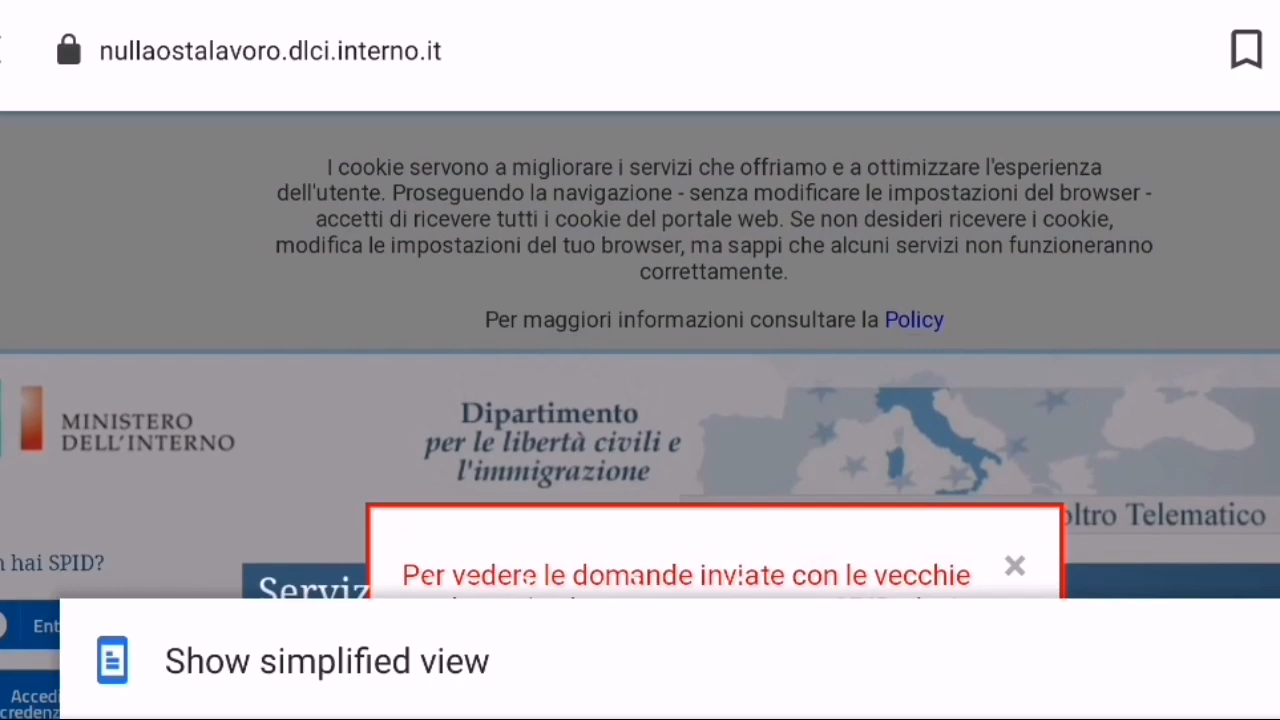 nullaostalavoro.dlci.interno.it
I cookie servono a migliorare i servizi che offriamo e a ottimizzare l'esperienza
dell'utente. Proseguendo la navigazione - senza modificare le impostazioni del browser -
accetti di ricevere tutti i cookie del portale web. Se non desideri ricevere i cookie,
modifica le impostazioni del tuo browser, ma sappi che alcuni servizi non funzioneranno
correttamente.
Per maggiori informazioni consultare la Policy
MINISTERO
DELL'INTERNO
Dipartimento
per le libertà civili e
l'immigrazione
oltro Telematico
n hai SPID?
Serviz
Per vedere le domande inviate con le vecchie
×
Ent
Accedi
credenz
Show simplified view